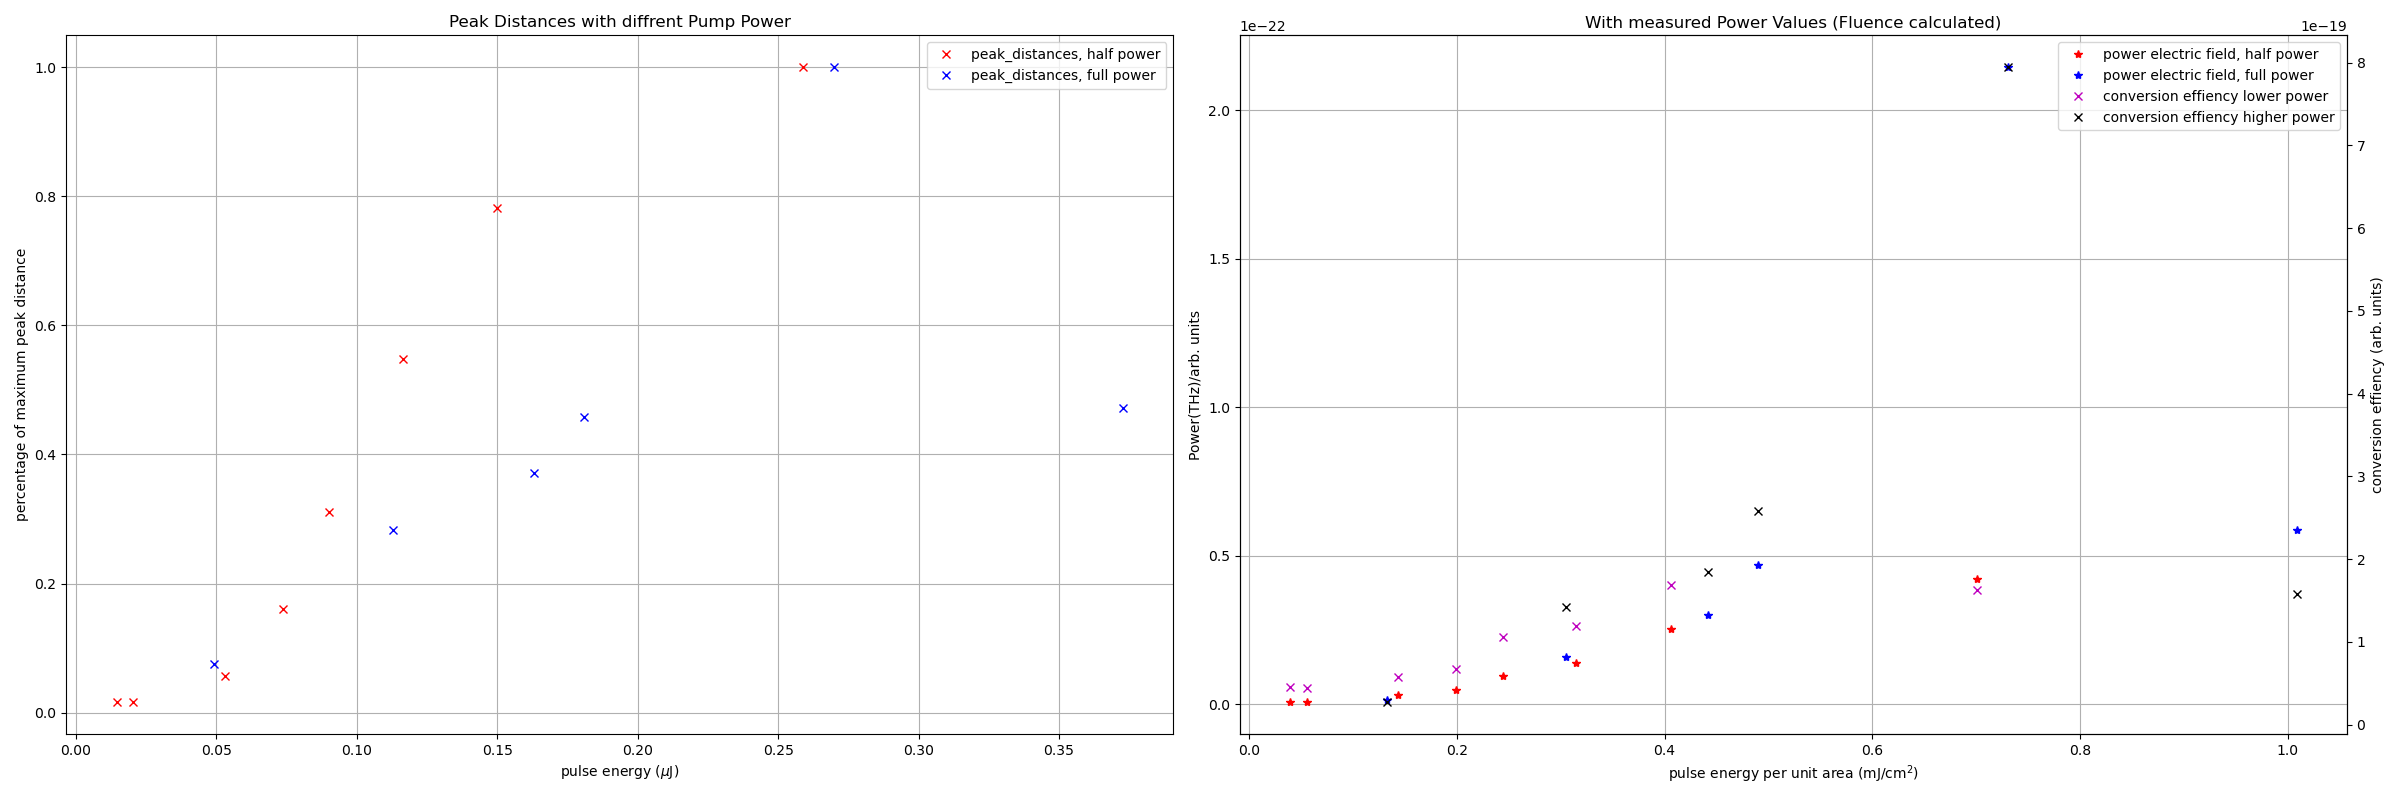 Peak Distances with diffrent Pump Power
percentage of maximum peak distance
1.0
0.8
0.6
0.4
0.2
0.0
0.00 0.05 0.10 0.15 0.20 0.25 0.30 0.35
pulse energy (μJ)
peak_distances, half power
peak_distances, full power
With measured Power Values (Fluence calculated)
1e−22
1e−19
Power(THz)/arb. units
2.0
1.5
1.0
0.5
0.0
0.0 0.2 0.4 0.6 0.8 1.0
pulse energy per unit area (mJ/cm²)
power electric field, half power
power electric field, full power
conversion effiency lower power
conversion effiency higher power
8
7
6
5
4
3
2
1
0
conversion effiency (arb. units)